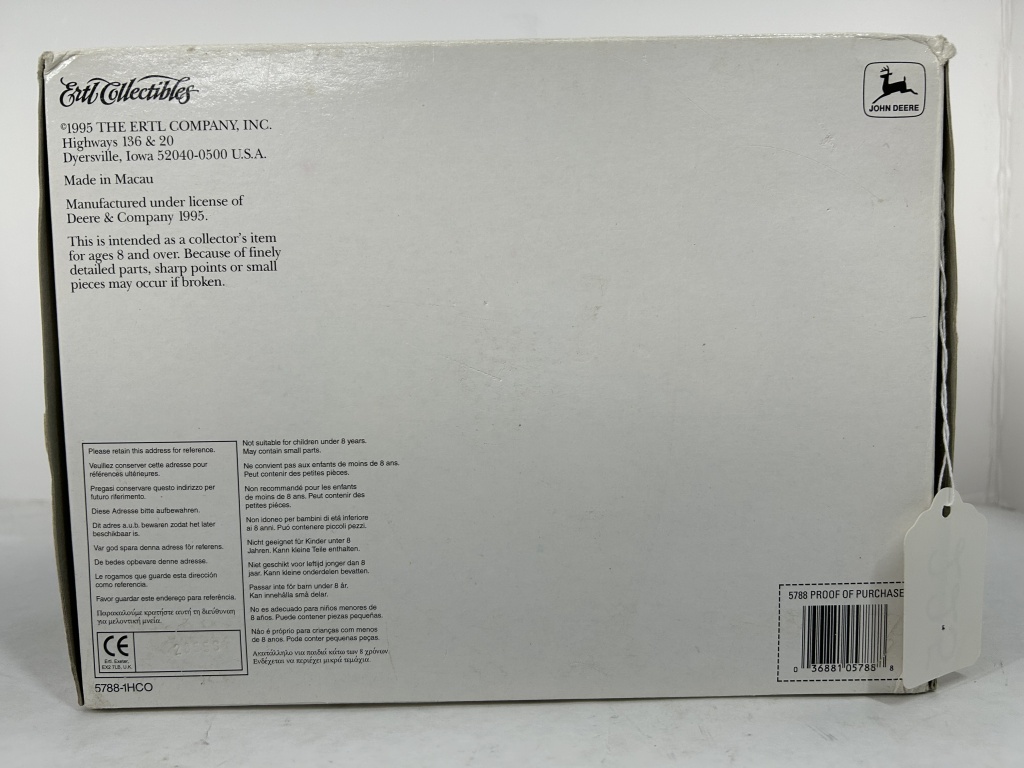 Ertl Collectibles
JOHN DEERE
©1995 THE ERTL COMPANY, INC.
Highways 136 & 20
Dyersville, Iowa 52040-0500 U.S.A.
Made in Macau
Manufactured under license of
Deere & Company 1995.
This is intended as a collector's item
for ages 8 and over. Because of finely
detailed parts, sharp points or small
pieces may occur if broken.
Please retain this address for reference.
Veuillez conserver cette adresse pour
références ultérieures.
Pregasi conservare questo indirizzo per
futuro riferimento.
Diese Adresse bitte aufbewahren.
Dit adres a.u.b. bewaren zodat het later
beschikbaar is.
Var god spara denna adress för referens.
De bedes opbevare denne adresse.
Le rogamos que guarde esta dirección
como referencia.
Favor guardar este endereço para referência.
Παρακαλούμε κρατήστε αυτή τη διεύθυνση
για μελοντική μνεία.
CE
Ertl, Exeter,
EX2 7LB, U.K.
5788-1HCO
Not suitable for children under 8 years.
May contain small parts.
Ne convient pas aux enfants de moins de 8 ans.
Peut contenir des petites pièces.
Non recommandé pour les enfants
de moins de 8 ans. Peut contenir des
petites pièces.
Non idoneo per bambini di età inferiore
ai 8 anni. Può contenere piccoli pezzi.
Nicht geeignet für Kinder unter 8
Jahren. Kann kleine Teile enthalten.
Niet geschikt voor leftijd jonger dan 8
jaar. Kann kleine onderdelen bevatten.
Passar inte för barn under 8 år.
Kan innehålla små delar.
No es adecuado para niños menores de
8 años. Puede contener piezas pequeñas.
Não é próprio para crianças com menos
de 8 anos. Pode conter pequenas peças.
Ακατάλληλο για παιδιά κάτω των 8 χρόνων.
Ενδέχεται να περιέχει μικρά τεμάχια.
5788 PROOF OF PURCHASE
0 36881 05788 8